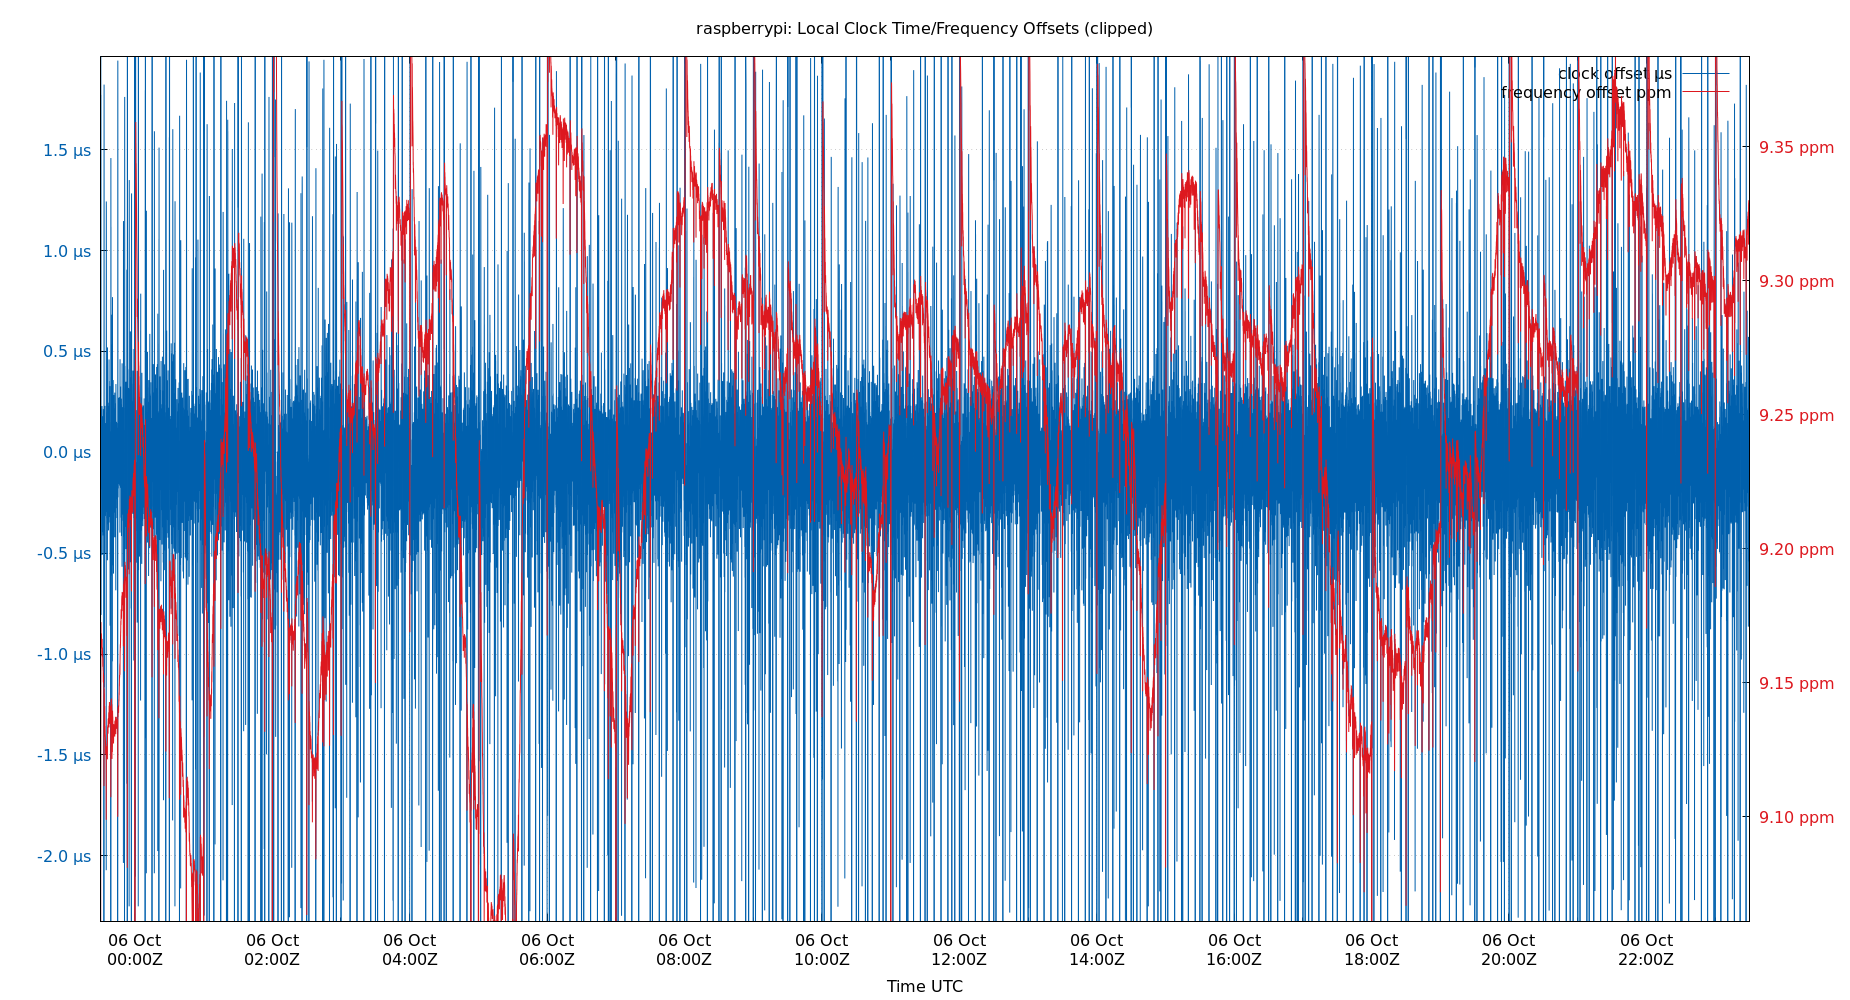 raspberrypi: Local Clock Time/Frequency Offsets (clipped)
clock offset µs
frequency offset ppm
1.5 µs
1.0 µs
0.5 µs
0.0 µs
-0.5 µs
-1.0 µs
-1.5 µs
-2.0 µs
9.35 ppm
9.30 ppm
9.25 ppm
9.20 ppm
9.15 ppm
9.10 ppm
06 Oct 06 Oct 06 Oct 06 Oct 06 Oct 06 Oct 06 Oct 06 Oct 06 Oct 06 Oct 06 Oct 06 Oct
00:00Z 02:00Z 04:00Z 06:00Z 08:00Z 10:00Z 12:00Z 14:00Z 16:00Z 18:00Z 20:00Z 22:00Z
Time UTC